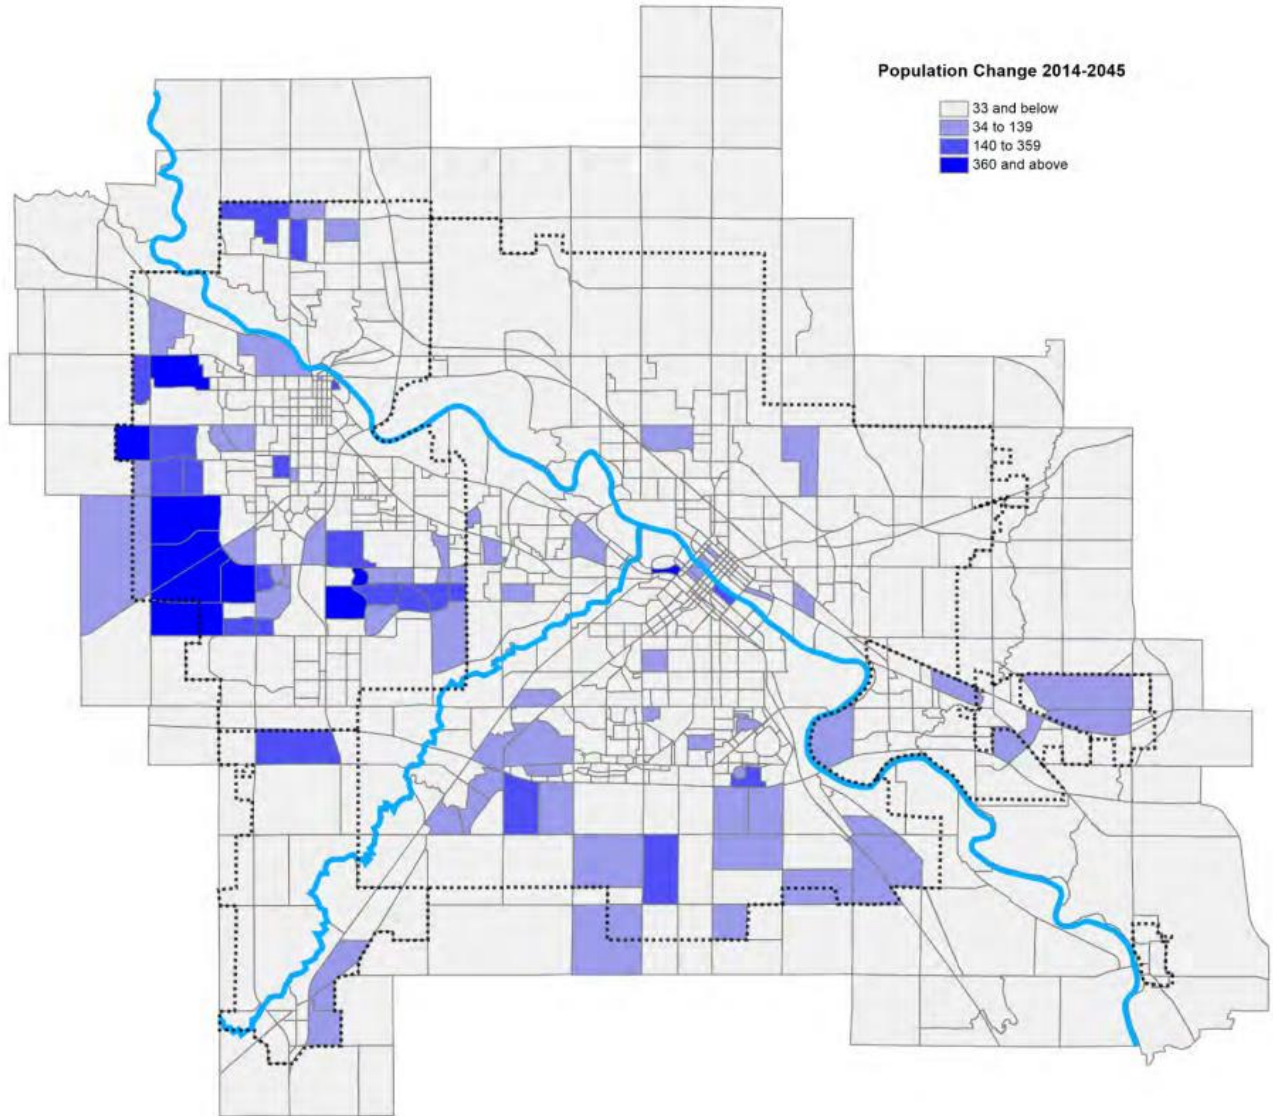 Population Change 2014-2045
33 and below
34 to 139
140 to 359
360 and above